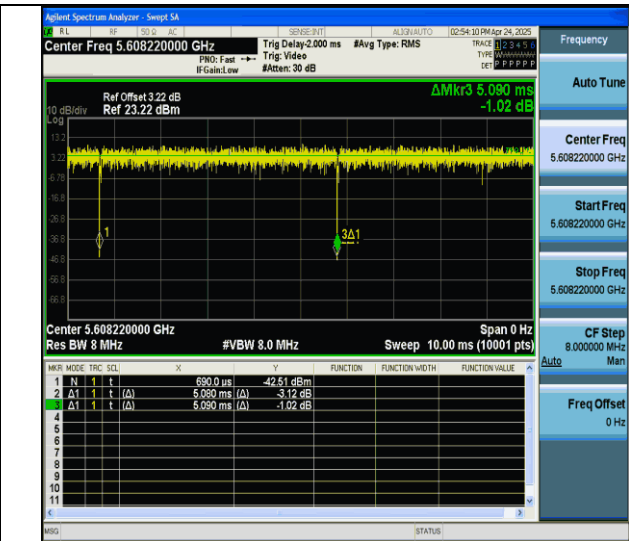 Agilent Spectrum Analyzer - Swept SA
RL RF 50 Ω AC SENSE:INT ALIGNAUTO 02:54:10 PM Apr 24, 2025
Center Freq 5.608220000 GHz
PNO: Fast
IFGain:Low
Trig Delay-2.000 ms
Trig: Video
#Atten: 30 dB
#Avg Type: RMS
TRACE 1 2 3 4 5 6
TYPE
DET P P P P P P
Frequency
Auto Tune
Center Freq
5.608220000 GHz
Start Freq
5.608220000 GHz
Stop Freq
5.608220000 GHz
CF Step
8.000000 MHz
Auto Man
Freq Offset
0 Hz
ΔMkr3 5.090 ms
-1.02 dB
Ref Offset 3.22 dB
10 dB/div Ref 23.22 dBm
Log
13.2
3.22
-6.78
-16.8
-26.8
-36.8
-46.8
-56.8
-66.8
1
3Δ1
Center 5.608220000 GHz Span 0 Hz
Res BW 8 MHz #VBW 8.0 MHz Sweep 10.00 ms (10001 pts)
MKR MODE TRC SCL X Y FUNCTION FUNCTION WIDTH FUNCTION VALUE
1 N 1 t 690.0 µs -42.51 dBm
2 Δ1 1 t (Δ) 5.080 ms (Δ) -3.12 dB
3 Δ1 1 t (Δ) 5.090 ms (Δ) -1.02 dB
4
5
6
7
8
9
10
11
MSG STATUS